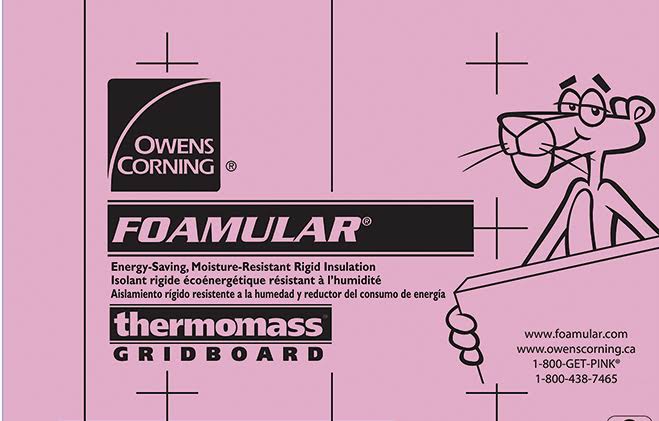 OWENS
CORNING ®
FOAMULAR®
Energy-Saving, Moisture-Resistant Rigid Insulation
Isolant rigide écoénergétique résistant à l'humidité
Aislamiento rígido resistente a la humedad y reductor del consumo de energía
thermomass®
GRIDBOARD
www.foamular.com
www.owenscorning.ca
1-800-GET-PINK®
1-800-438-7465